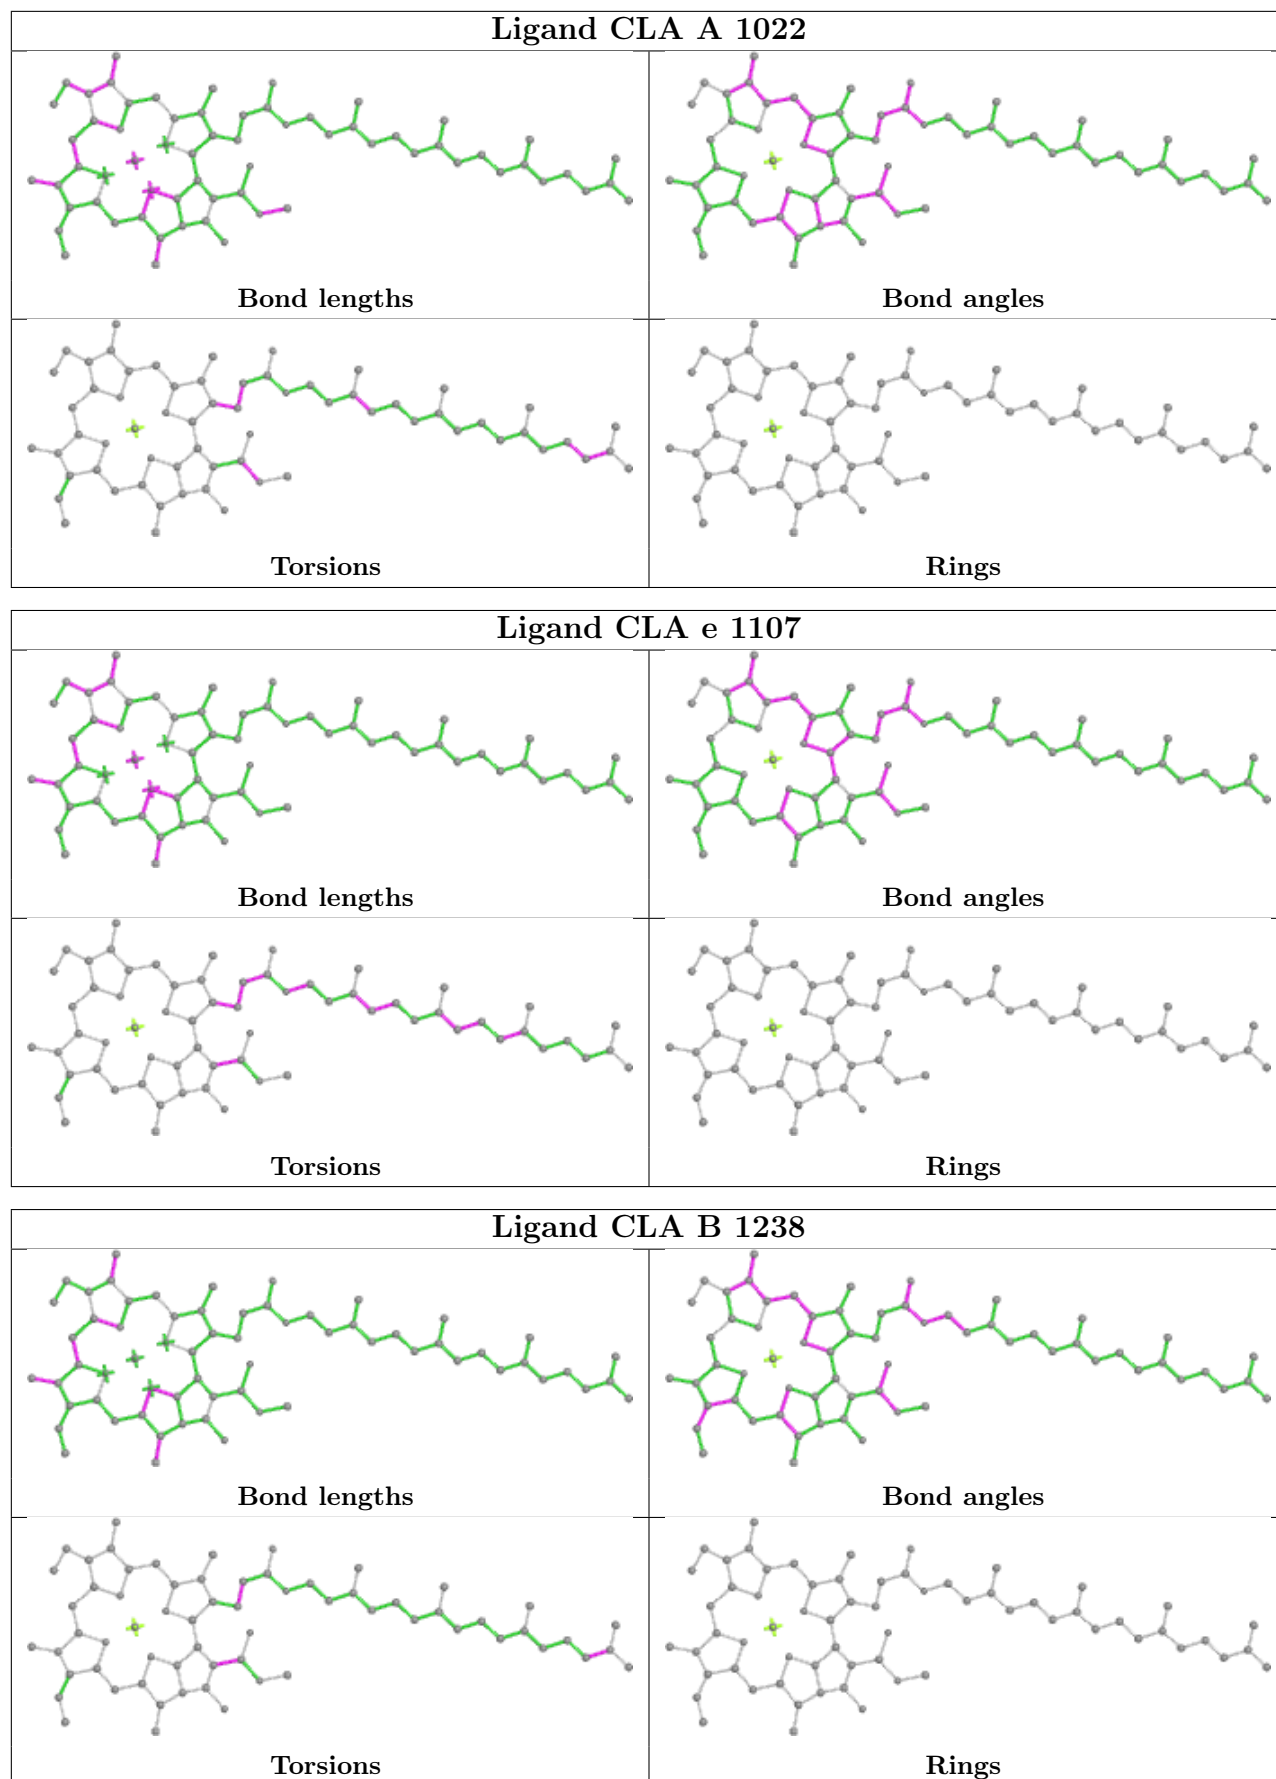 Ligand CLA A 1022
Bond lengths
Bond angles
Torsions
Rings
Ligand CLA e 1107
Bond lengths
Bond angles
Torsions
Rings
Ligand CLA B 1238
Bond lengths
Bond angles
Torsions
Rings